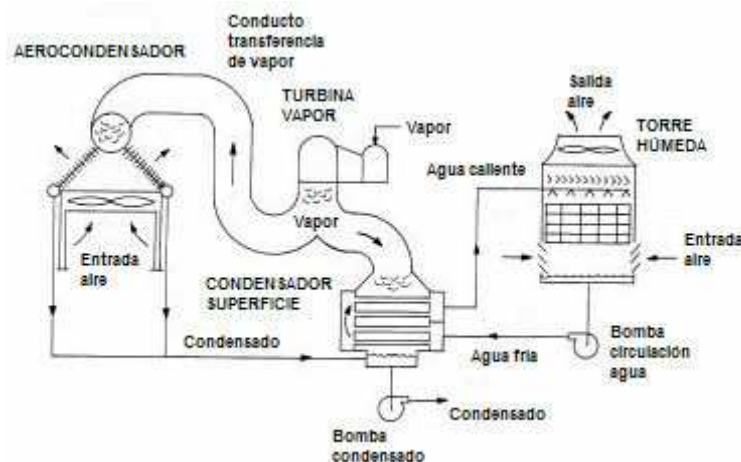 Conducto
transferencia
de vapor
AEROCONDENSADOR
TURBINA
VAPOR
Vapor
Salida
aire
TORRE
HÚMEDA
Agua caliente
Vapor
Entrada
aire
Entrada
aire
CONDENSADOR
SUPERFICIE
Condensado
Agua fria
Bomba
circulación
agua
Condensado
Bomba
condensado